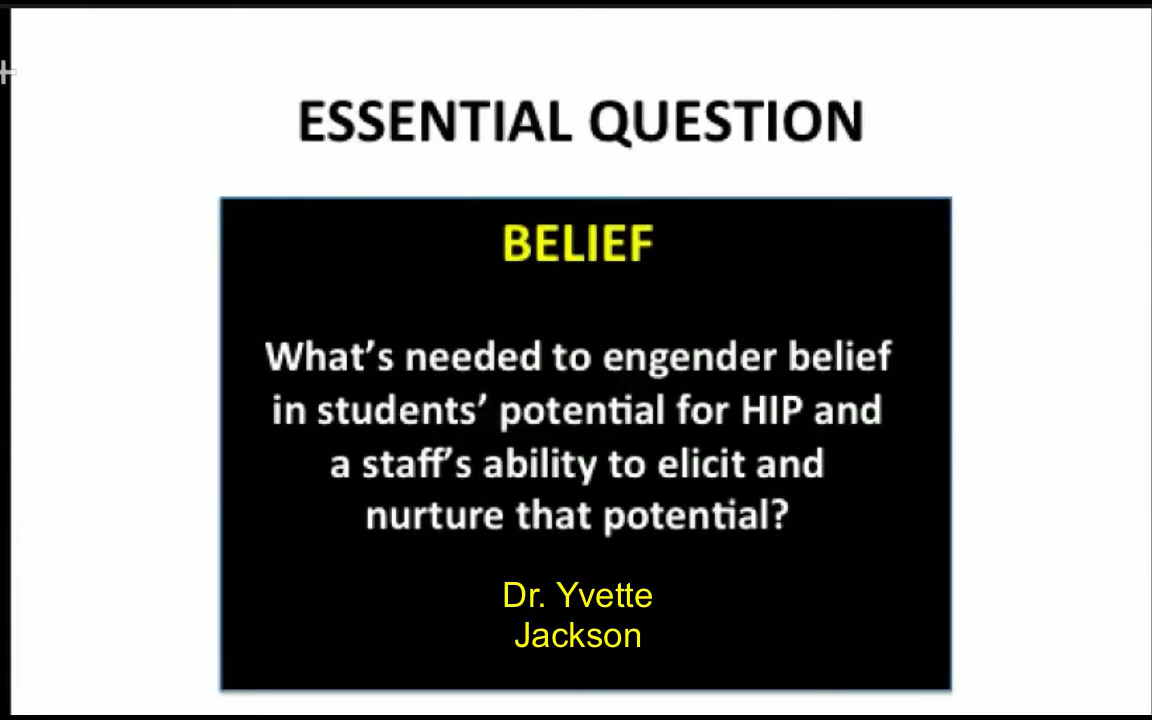 ESSENTIAL QUESTION
BELIEF
What's needed to engender belief
in students' potential for HIP and
a staff's ability to elicit and
nurture that potential?
Dr. Yvette
Jackson